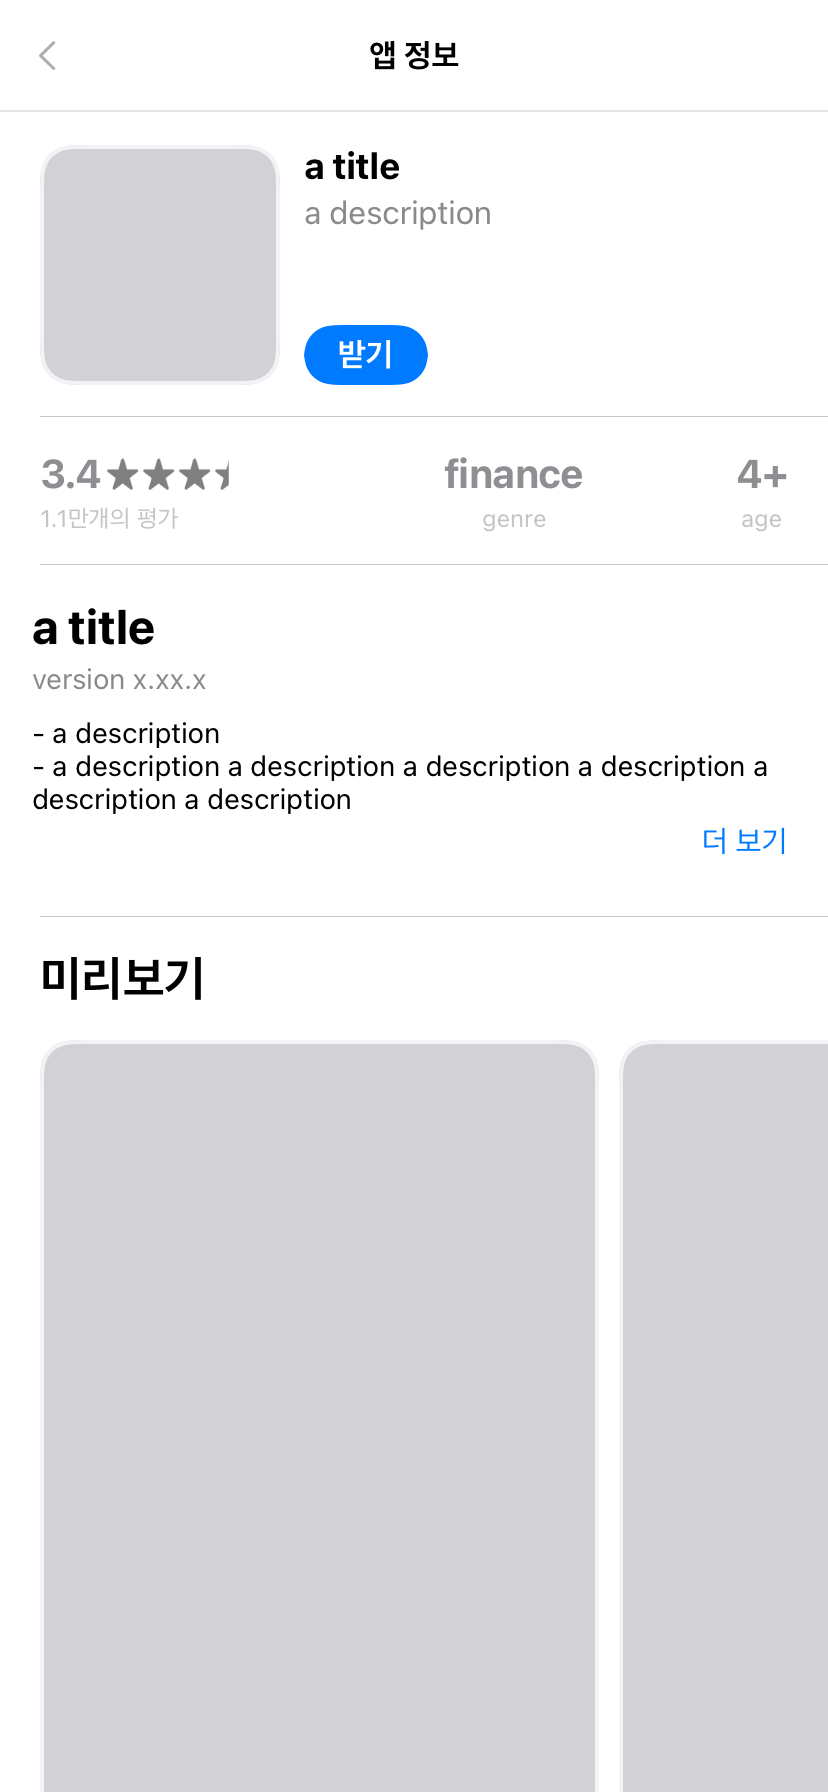 앱 정보
a title
a description
받기
3.4★★★
finance
4+
1.1만개의 평가
genre
age
a title
version x.xx.x
- a description
- a description a description a description a description a
description a description
더 보기
미리보기